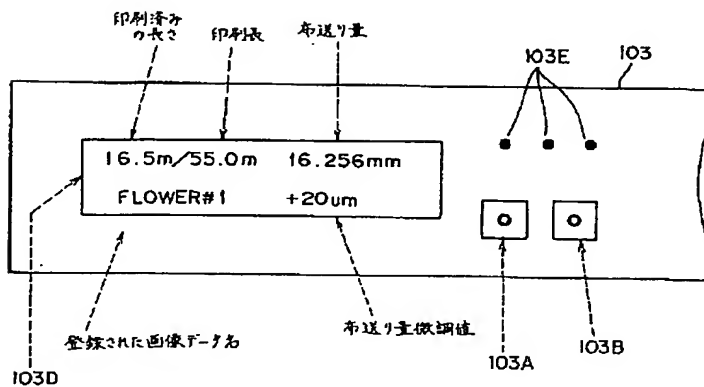 印刷済み
の長さ
印刷長
布送り量
103E
103
16.5m/55.0m 16.256mm
FLOWER#1 +20um
登録された画像データ名
布送り量微調値
103A
103B
103D